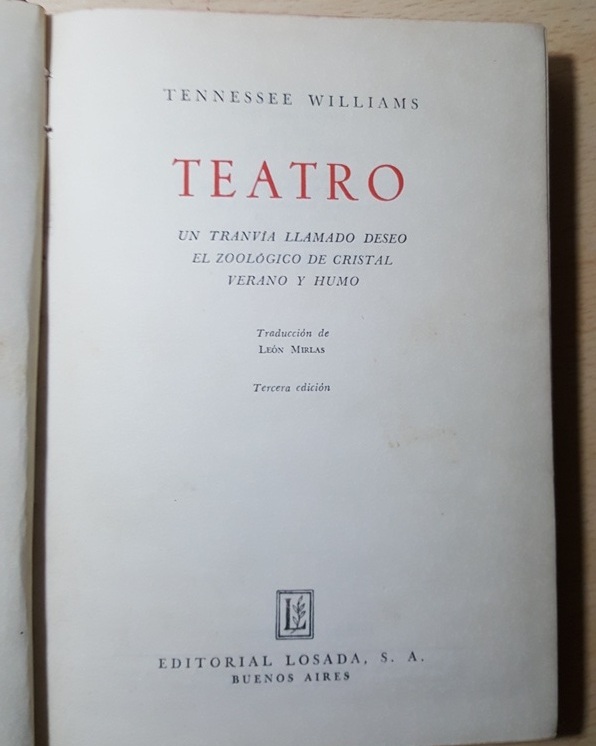 TENNESSEE WILLIAMS
TEATRO
UN TRANVIA LLAMADO DESEO
EL ZOOLÓGICO DE CRISTAL
VERANO Y HUMO
Traducción de
LEÓN MIRLAS
Tercera edición
L
EDITORIAL LOSADA, S. A.
BUENOS AIRES